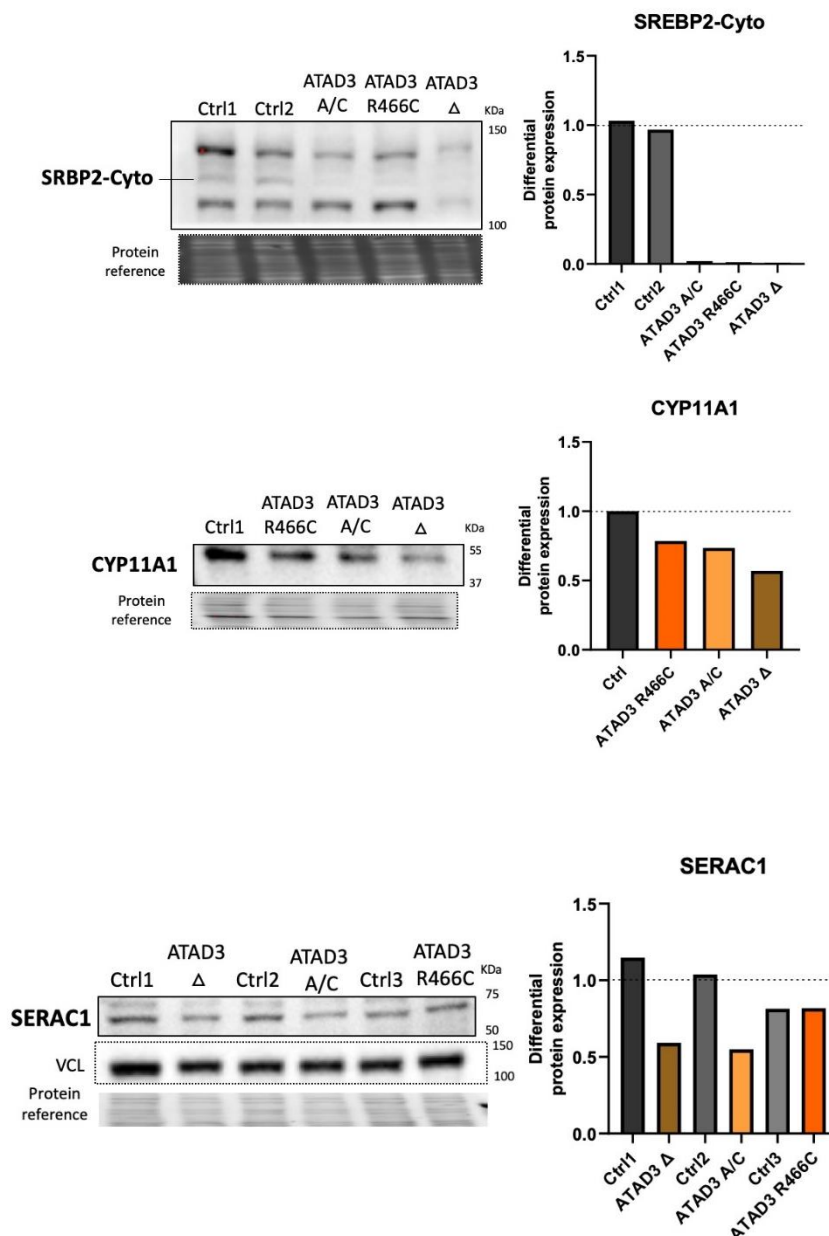 SREBP2-Cyto
Ctrl1 Ctrl2 ATAD3 A/C ATAD3 R466C ATAD3 Δ KDa
150
SRBP2-Cyto
100
Protein reference
Differential protein expression
1.5
1.0
0.5
0.0
Ctrl1
Ctrl2
ATAD3 A/C
ATAD3 R466C
ATAD3 Δ
CYP11A1
Ctrl1 ATAD3 R466C ATAD3 A/C ATAD3 Δ KDa
55
CYP11A1
37
Protein reference
Differential protein expression
1.5
1.0
0.5
0.0
Ctrl
ATAD3 R466C
ATAD3 A/C
ATAD3 Δ
SERAC1
Ctrl1 ATAD3 Δ Ctrl2 ATAD3 A/C Ctrl3 ATAD3 R466C KDa
75
SERAC1
50
150
VCL
100
Protein reference
Differential protein expression
1.5
1.0
0.5
0.0
Ctrl1
ATAD3 Δ
Ctrl2
ATAD3 A/C
Ctrl3
ATAD3 R466C